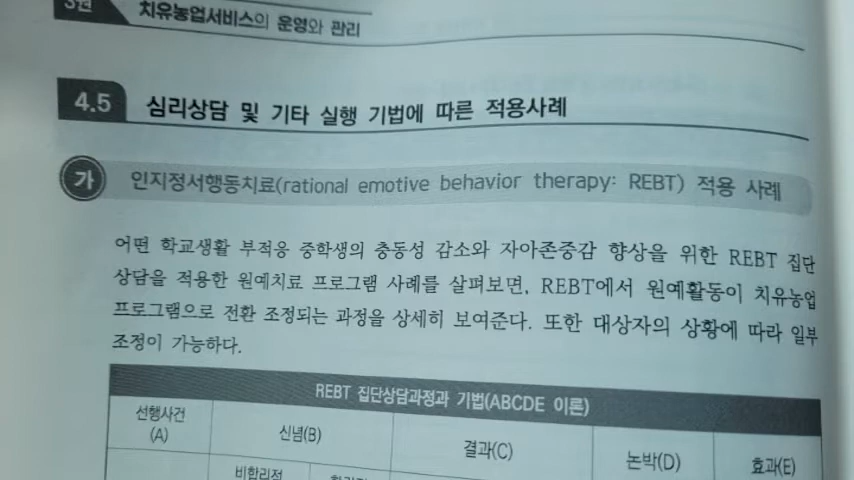 3권
치유농업서비스의 운영와 관리
4.5 심리상담 및 기타 실행 기법에 따른 적용사례
가 인지정서행동치료(rational emotive behavior therapy: REBT) 적용 사례
어떤 학교생활 부적응 중학생의 충동성 감소와 자아존중감 향상을 위한 REBT 집단
상담을 적용한 원예치료 프로그램 사례를 살펴보면, REBT에서 원예활동이 치유농업
프로그램으로 전환 조정되는 과정을 상세히 보여준다. 또한 대상자의 상황에 따라 일부
조정이 가능하다.
REBT 집단상담과정과 기법(ABCDE 이론)
선행사건
(A)
신념(B)
결과(C)
논박(D)
효과(E)
비합리적